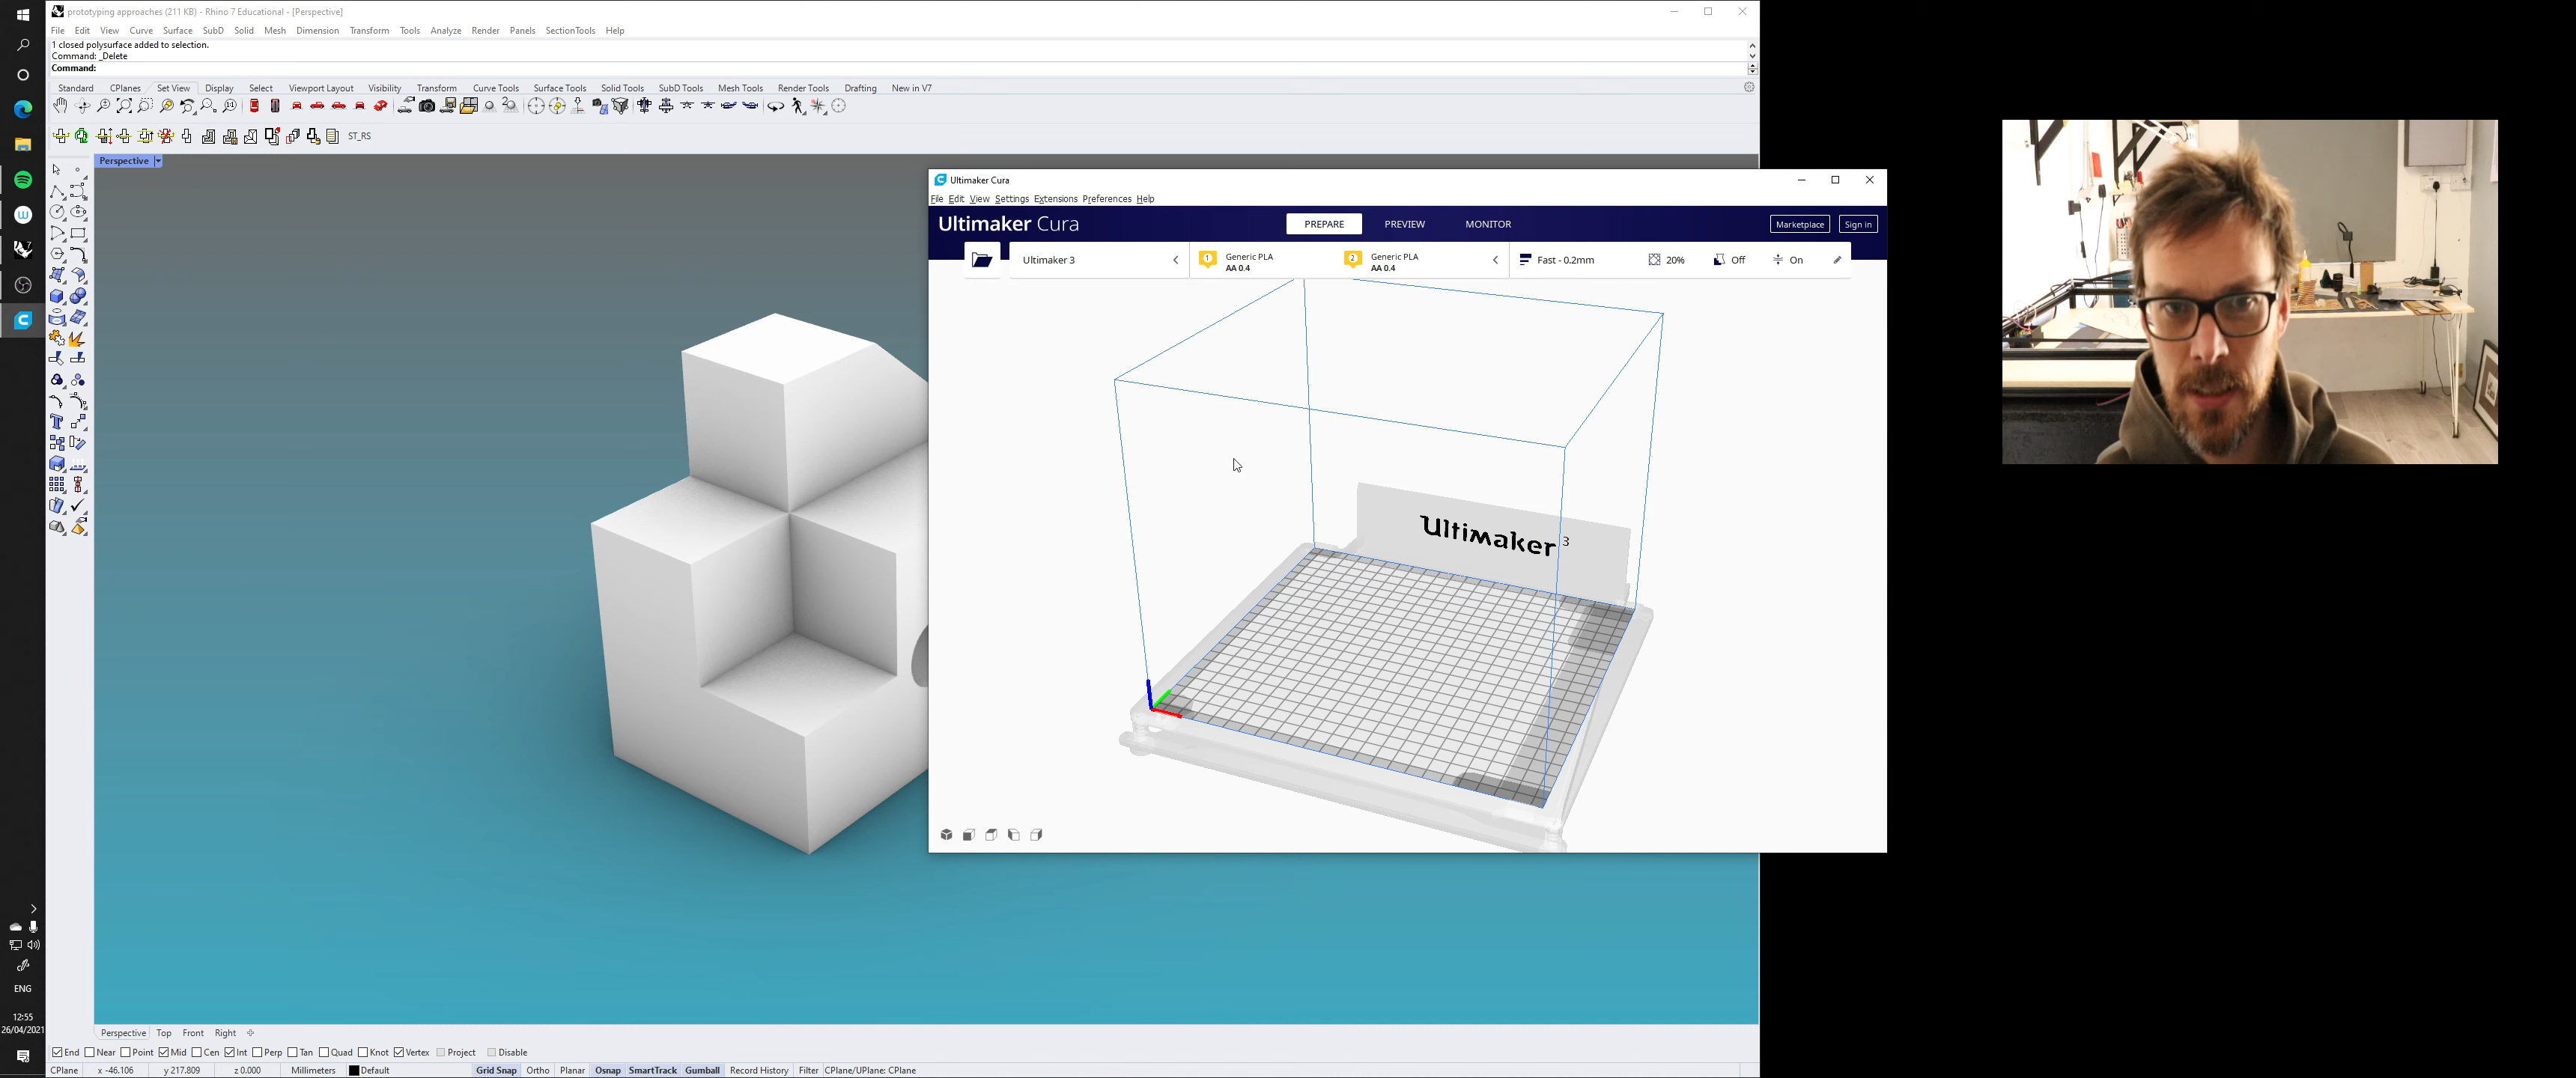 prototyping approaches (211 KB) - Rhino 7 Educational - [Perspective]
File Edit View Curve Surface SubD Solid Mesh Dimension Transform Tools Analyze Render Panels SectionTools Help
1 closed polysurface added to selection.
Command: _Delete
Command:
Standard CPlanes Set View Display Select Viewport Layout Visibility Transform Curve Tools Surface Tools Solid Tools SubD Tools Mesh Tools Render Tools Drafting New in V7
ST_RS
Perspective
Ultimaker Cura
File Edit View Settings Extensions Preferences Help
Ultimaker Cura PREPARE PREVIEW MONITOR Marketplace Sign in
Ultimaker 3 1 Generic PLA 2 Generic PLA Fast - 0.2mm 20% Off On
AA 0.4 AA 0.4
Ultimaker 3
ENG
12:55
26/04/2021
Perspective Top Front Right
End Near Point Mid Cen Int Perp Tan Quad Knot Vertex Project Disable
CPlane x -46.106 y 217.809 z 0.000 Millimeters Default Grid Snap Ortho Planar Osnap SmartTrack Gumball Record History Filter CPlane/UPlane: CPlane